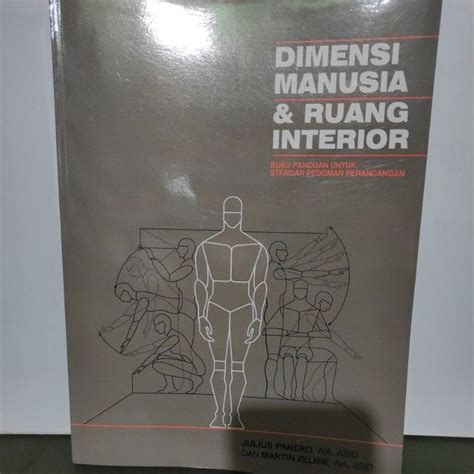 DIMENSI
MANUSIA
& RUANG
INTERIOR
BUKU PANDUAN UNTUK
STANDAR PEDOMAN PERANCANGAN
JULIUS PANERO, AIA, ASID
DAN MARTIN ZELNIK, AIA, ASID